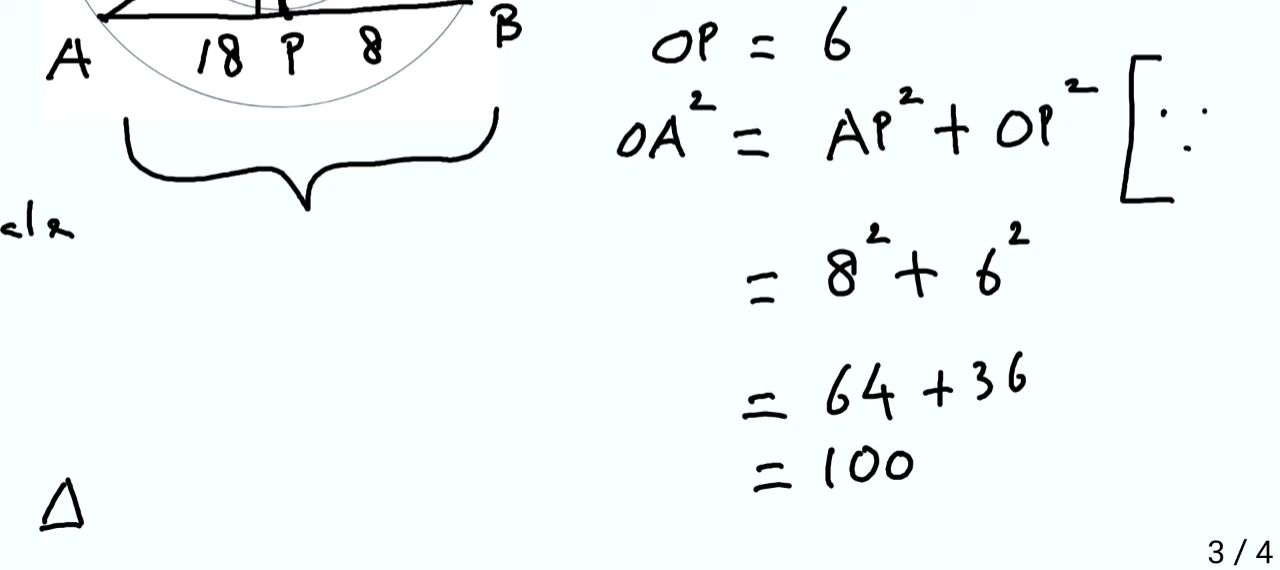 A 18 P 8 B
OP = 6
OA² = AP² + OP² [∵
= 8² + 6²
= 64 + 36
= 100
Δ
3 / 4